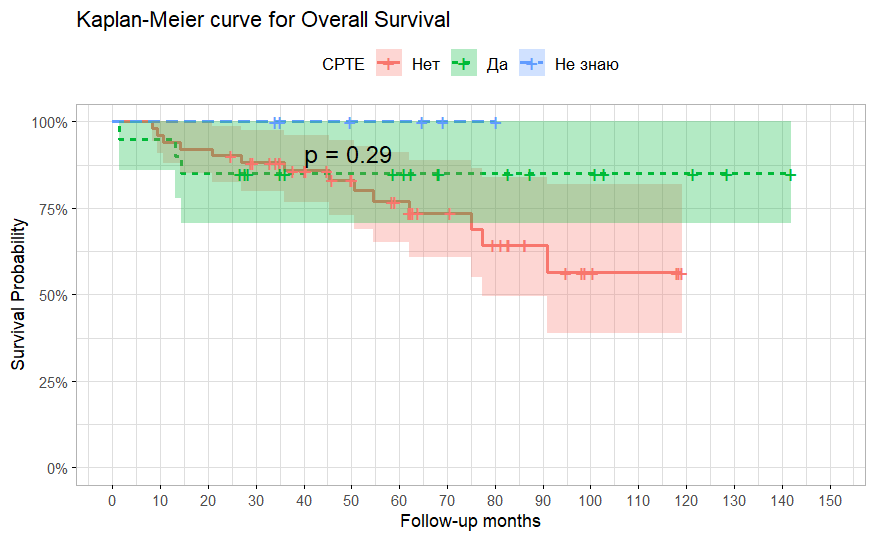 Kaplan-Meier curve for Overall Survival
CPTE Нет Да Не знаю
100%
75%
50%
25%
0%
p = 0.29
Survival Probability
0 10 20 30 40 50 60 70 80 90 100 110 120 130 140 150
Follow-up months